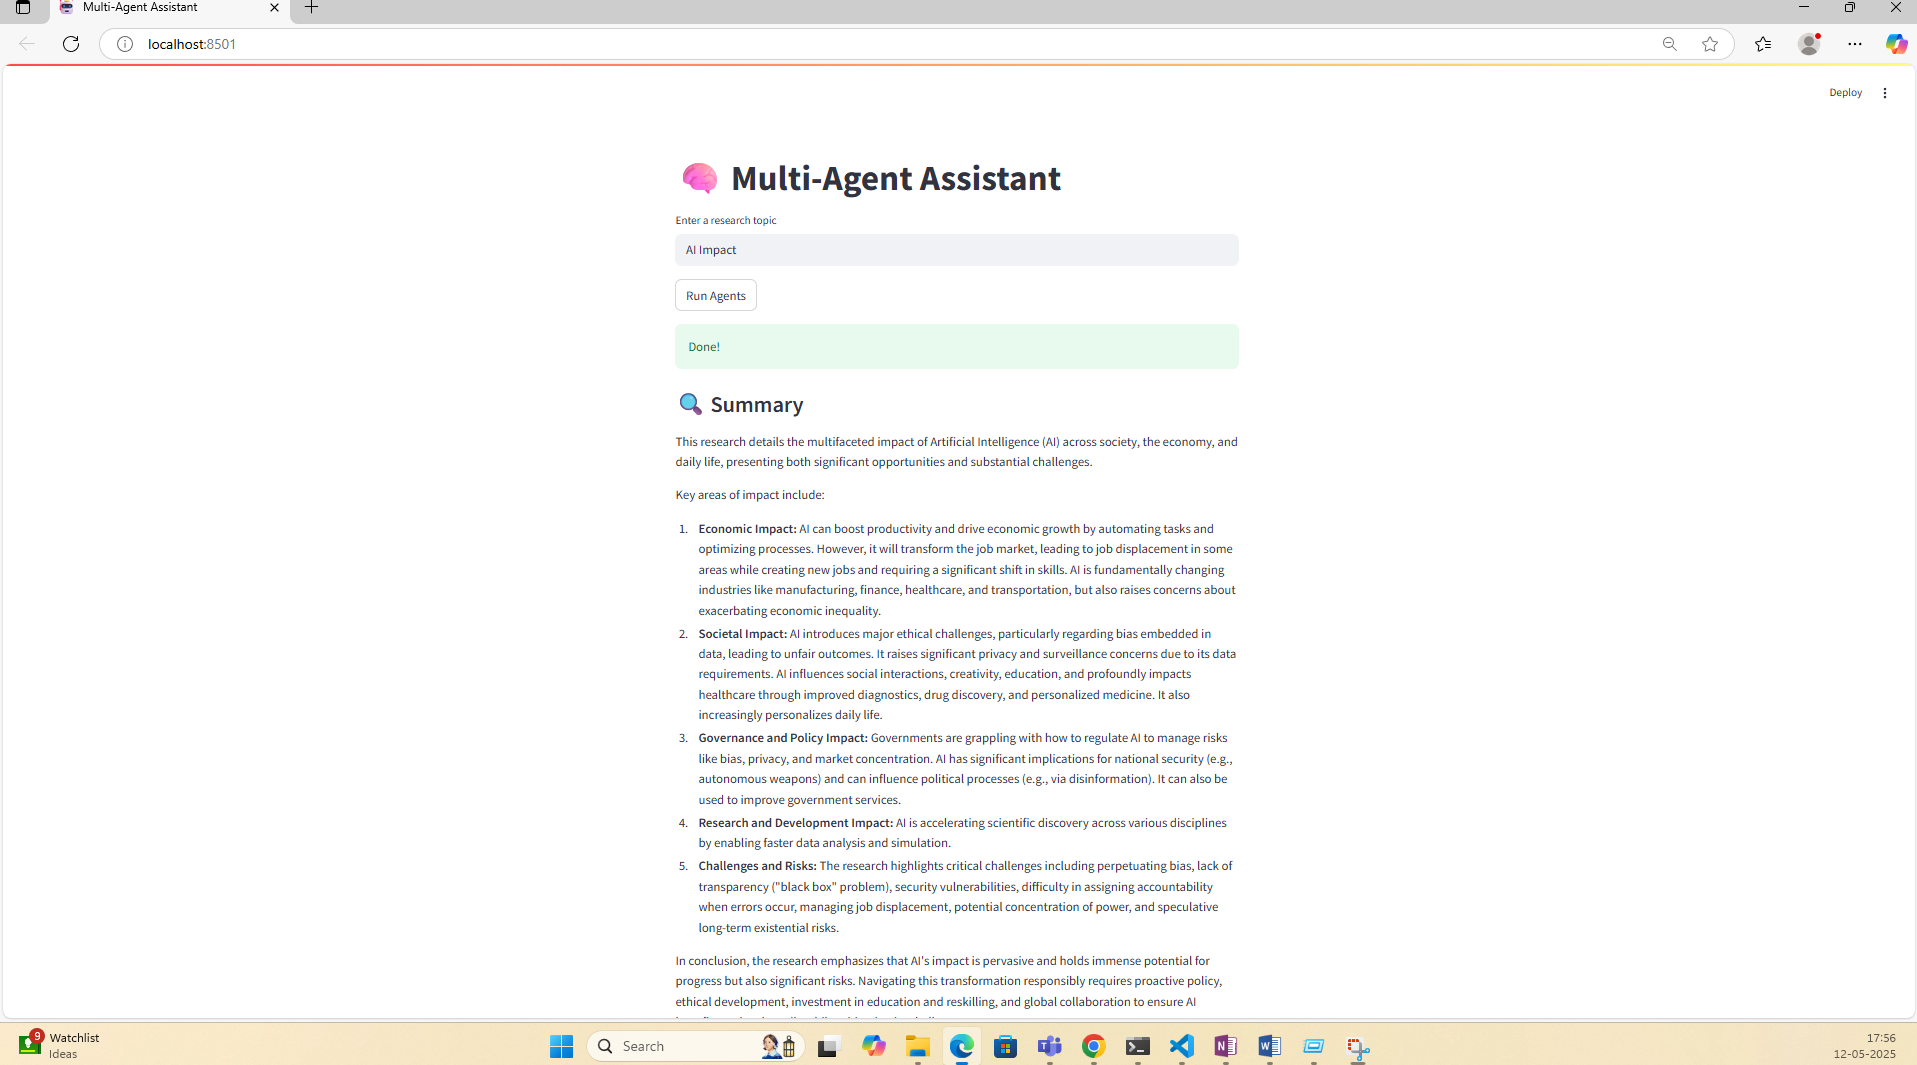 Multi-Agent Assistant
localhost:8501
Deploy
Multi-Agent Assistant
Enter a research topic
AI Impact
Run Agents
Done!
Summary
This research details the multifaceted impact of Artificial Intelligence (AI) across society, the economy, and
daily life, presenting both significant opportunities and substantial challenges.
Key areas of impact include:
1. Economic Impact: AI can boost productivity and drive economic growth by automating tasks and
optimizing processes. However, it will transform the job market, leading to job displacement in some
areas while creating new jobs and requiring a significant shift in skills. AI is fundamentally changing
industries like manufacturing, finance, healthcare, and transportation, but also raises concerns about
exacerbating economic inequality.
2. Societal Impact: AI introduces major ethical challenges, particularly regarding bias embedded in
data, leading to unfair outcomes. It raises significant privacy and surveillance concerns due to its data
requirements. AI influences social interactions, creativity, education, and profoundly impacts
healthcare through improved diagnostics, drug discovery, and personalized medicine. It also
increasingly personalizes daily life.
3. Governance and Policy Impact: Governments are grappling with how to regulate AI to manage risks
like bias, privacy, and market concentration. AI has significant implications for national security (e.g.,
autonomous weapons) and can influence political processes (e.g., via disinformation). It can also be
used to improve government services.
4. Research and Development Impact: AI is accelerating scientific discovery across various disciplines
by enabling faster data analysis and simulation.
5. Challenges and Risks: The research highlights critical challenges including perpetuating bias, lack of
transparency ("black box" problem), security vulnerabilities, difficulty in assigning accountability
when errors occur, managing job displacement, potential concentration of power, and speculative
long-term existential risks.
In conclusion, the research emphasizes that AI's impact is pervasive and holds immense potential for
progress but also significant risks. Navigating this transformation responsibly requires proactive policy,
ethical development, investment in education and reskilling, and global collaboration to ensure AI
9
Watchlist
Ideas
Search
17:56
12-05-2025